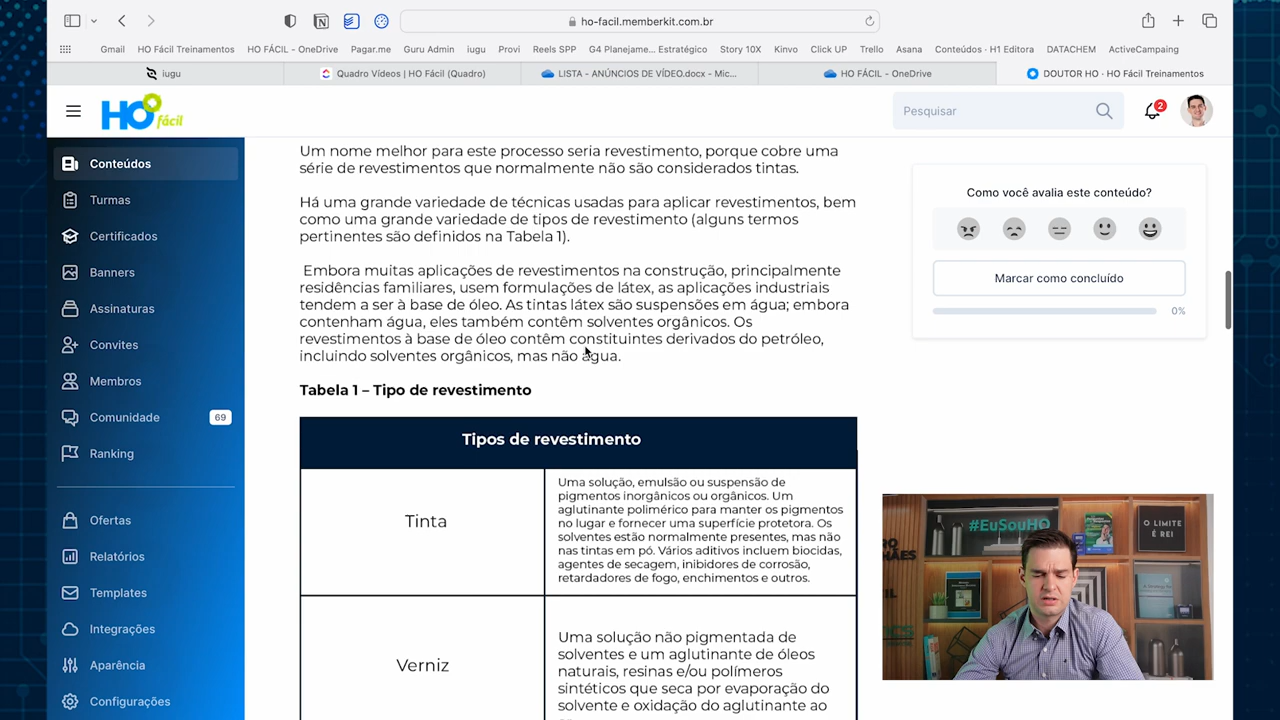 ho-facil.memberkit.com.br
Gmail HO Fácil Treinamentos HO FÁCIL - OneDrive Pagar.me Guru Admin iugu Provi Reels SPP G4 Planejame... Estratégico Story 10X Kinvo Click UP Trello Asana Conteúdos · H1 Editora DATACHEM ActiveCampaing
iugu
Quadro Vídeos | HO Fácil (Quadro)
LISTA - ANÚNCIOS DE VÍDEO.docx - Mic...
HO FÁCIL - OneDrive
DOUTOR HO · HO Fácil Treinamentos
HO fácil
Pesquisar
2
Conteúdos
Turmas
Certificados
Banners
Assinaturas
Convites
Membros
Comunidade 69
Ranking
Ofertas
Relatórios
Templates
Integrações
Aparência
Configurações
Um nome melhor para este processo seria revestimento, porque cobre uma
série de revestimentos que normalmente não são considerados tintas.
Há uma grande variedade de técnicas usadas para aplicar revestimentos, bem
como uma grande variedade de tipos de revestimento (alguns termos
pertinentes são definidos na Tabela 1).
Embora muitas aplicações de revestimentos na construção, principalmente
residências familiares, usem formulações de látex, as aplicações industriais
tendem a ser à base de óleo. As tintas látex são suspensões em água; embora
contenham água, eles também contêm solventes orgânicos. Os
revestimentos à base de óleo contêm constituintes derivados do petróleo,
incluindo solventes orgânicos, mas não água.
Tabela 1 – Tipo de revestimento
Tipos de revestimento
Tinta
Uma solução, emulsão ou suspensão de
pigmentos inorgânicos ou orgânicos. Um
aglutinante polimérico para manter os pigmentos
no lugar e fornecer uma superfície protetora. Os
solventes estão normalmente presentes, mas não
nas tintas em pó. Vários aditivos incluem biocidas,
agentes de secagem, inibidores de corrosão,
retardadores de fogo, enchimentos e outros.
Verniz
Uma solução não pigmentada de
solventes e um aglutinante de óleos
naturais, resinas e/ou polímeros
siméticos que seca por evaporação do
solvente e oxidação do aglutinante ao
Como você avalia este conteúdo?
Marcar como concluído
0%
#EuSouHO
O LIMITE
É REI